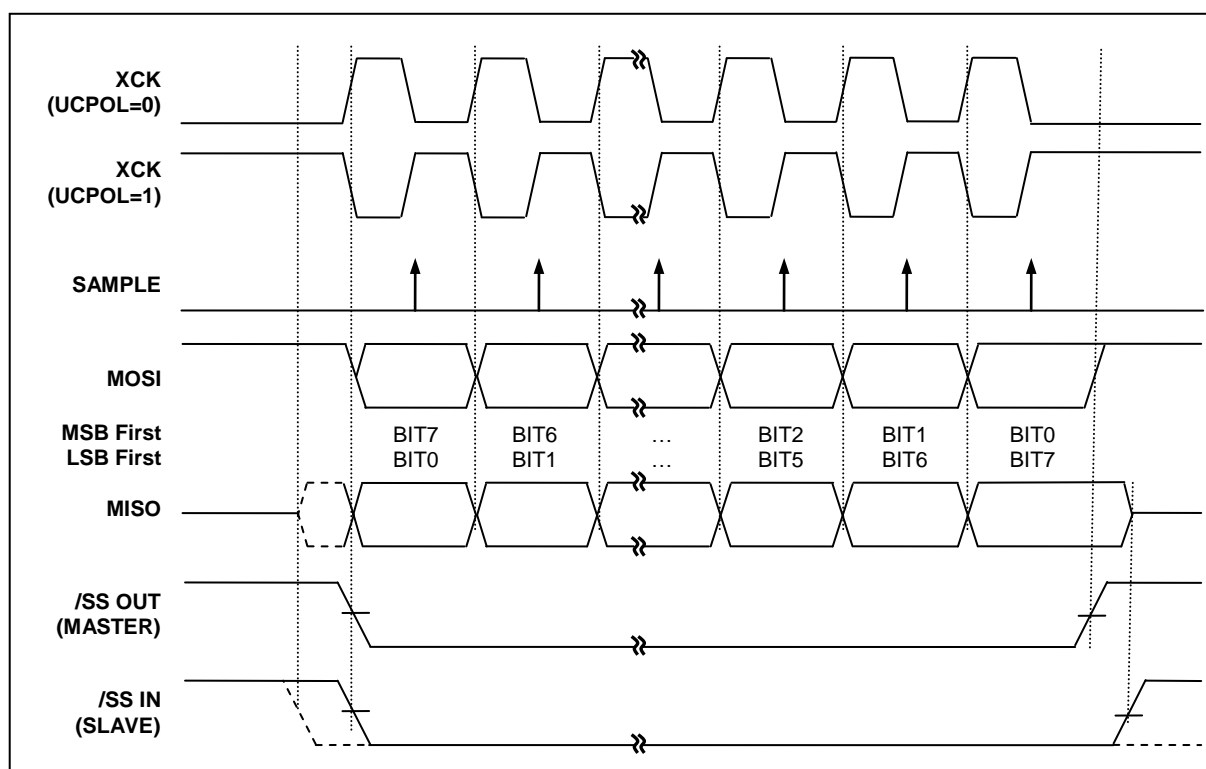 XCK
(UCPOL=0)
XCK
(UCPOL=1)
SAMPLE
MOSI
MSB First BIT7 BIT6 … BIT2 BIT1 BIT0
LSB First BIT0 BIT1 … BIT5 BIT6 BIT7
MISO
/SS OUT
(MASTER)
/SS IN
(SLAVE)